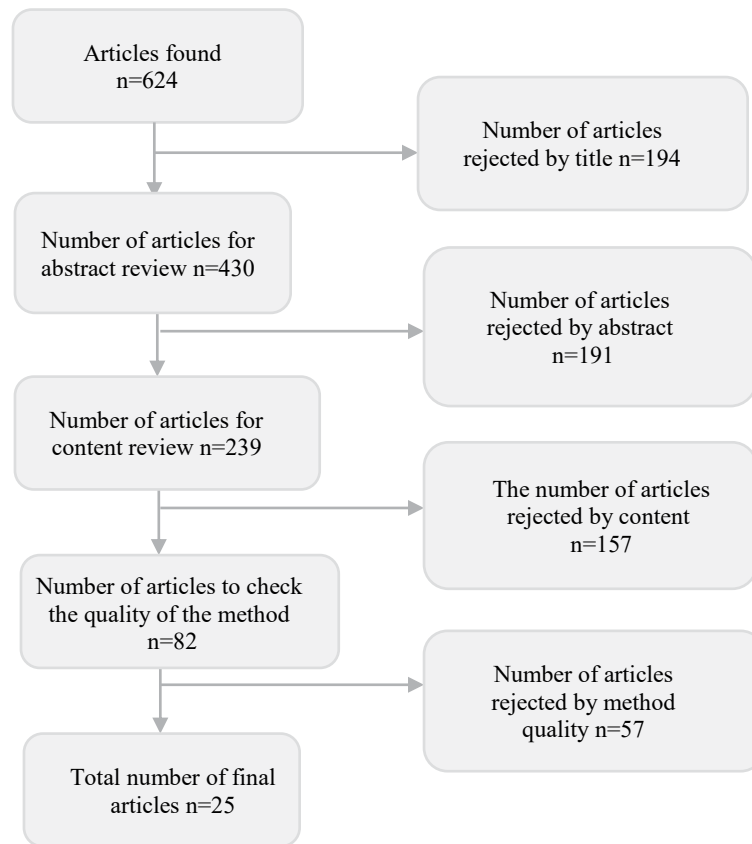 Articles found
n=624
Number of articles
rejected by title n=194
Number of articles for
abstract review n=430
Number of articles
rejected by abstract
n=191
Number of articles for
content review n=239
The number of articles
rejected by content
n=157
Number of articles to check
the quality of the method
n=82
Number of articles
rejected by method
quality n=57
Total number of final
articles n=25